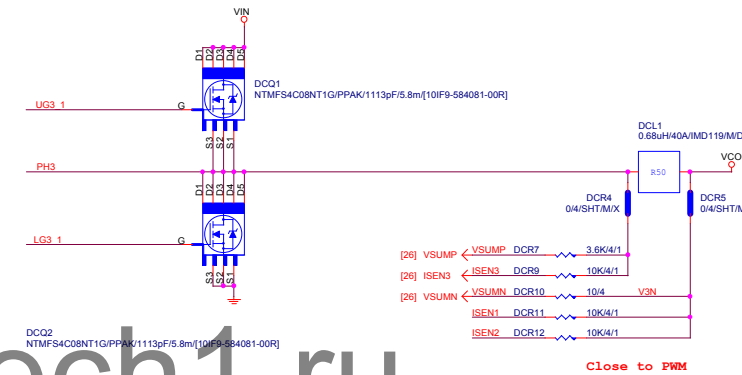 VIN
D1
D2
D3
D4
D5
DCQ1
NTMFS4C08NT1G/PPAK/1113pF/5.8m/[10IF9-584081-00R]
UG3_1
G
S3
S2
S1
DCL1
0.68uH/40A/IMD119/M/D
VCO
PH3
R50
D1
D2
D3
D4
D5
DCR4
0/4/SHT/M/X
DCR5
0/4/SHT/M
LG3_1
G
S3
S2
S1
[26] VSUMP VSUMP DCR7 3.6K/4/1
[26] ISEN3 ISEN3 DCR9 10K/4/1
[26] VSUMN VSUMN DCR10 10/4 V3N
ISEN1 DCR11 10K/4/1
ISEN2 DCR12 10K/4/1
DCQ2
NTMFS4C08NT1G/PPAK/1113pF/5.8m/[10IF9-584081-00R]
Close to PWM
ech1.ru